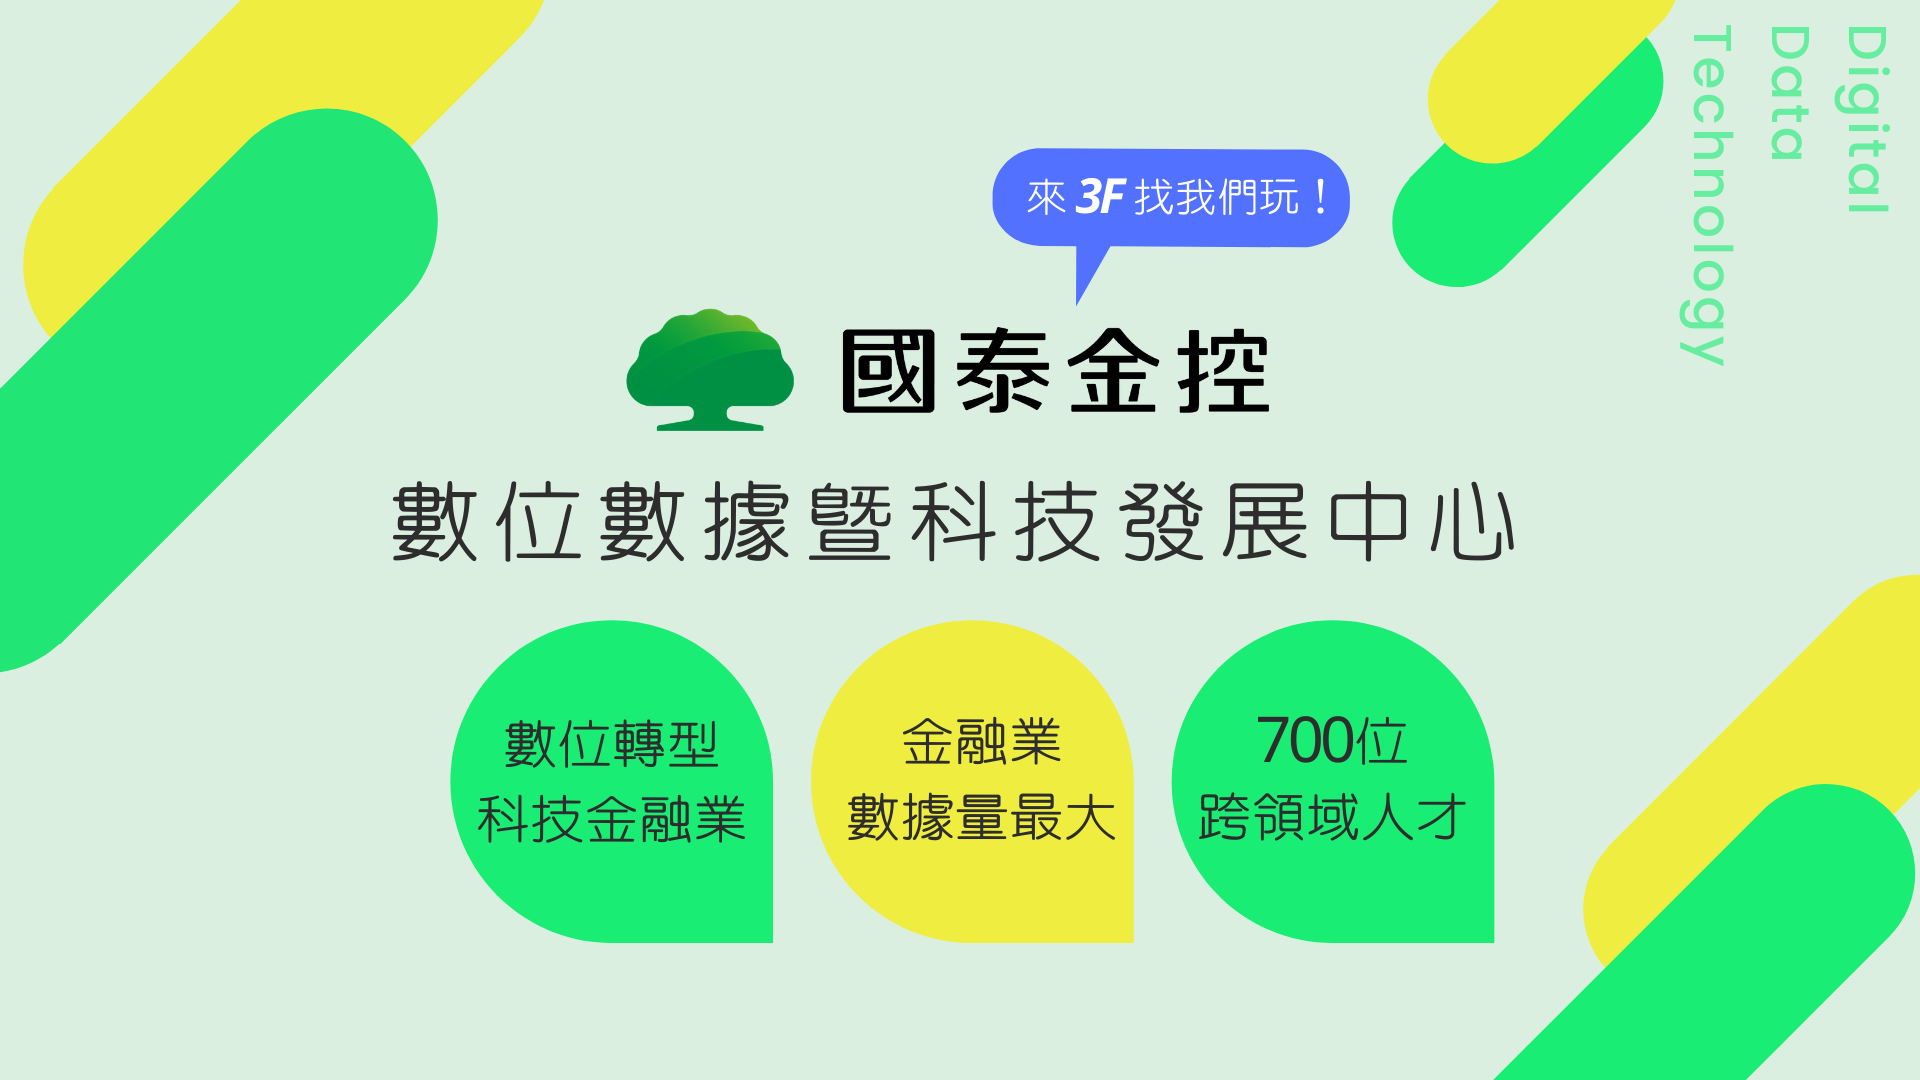 來 3F 找我們玩！
國泰金控
數位數據暨科技發展中心
數位轉型
科技金融業
金融業
數據量最大
700位
跨領域人才
Digital
Data
Technology